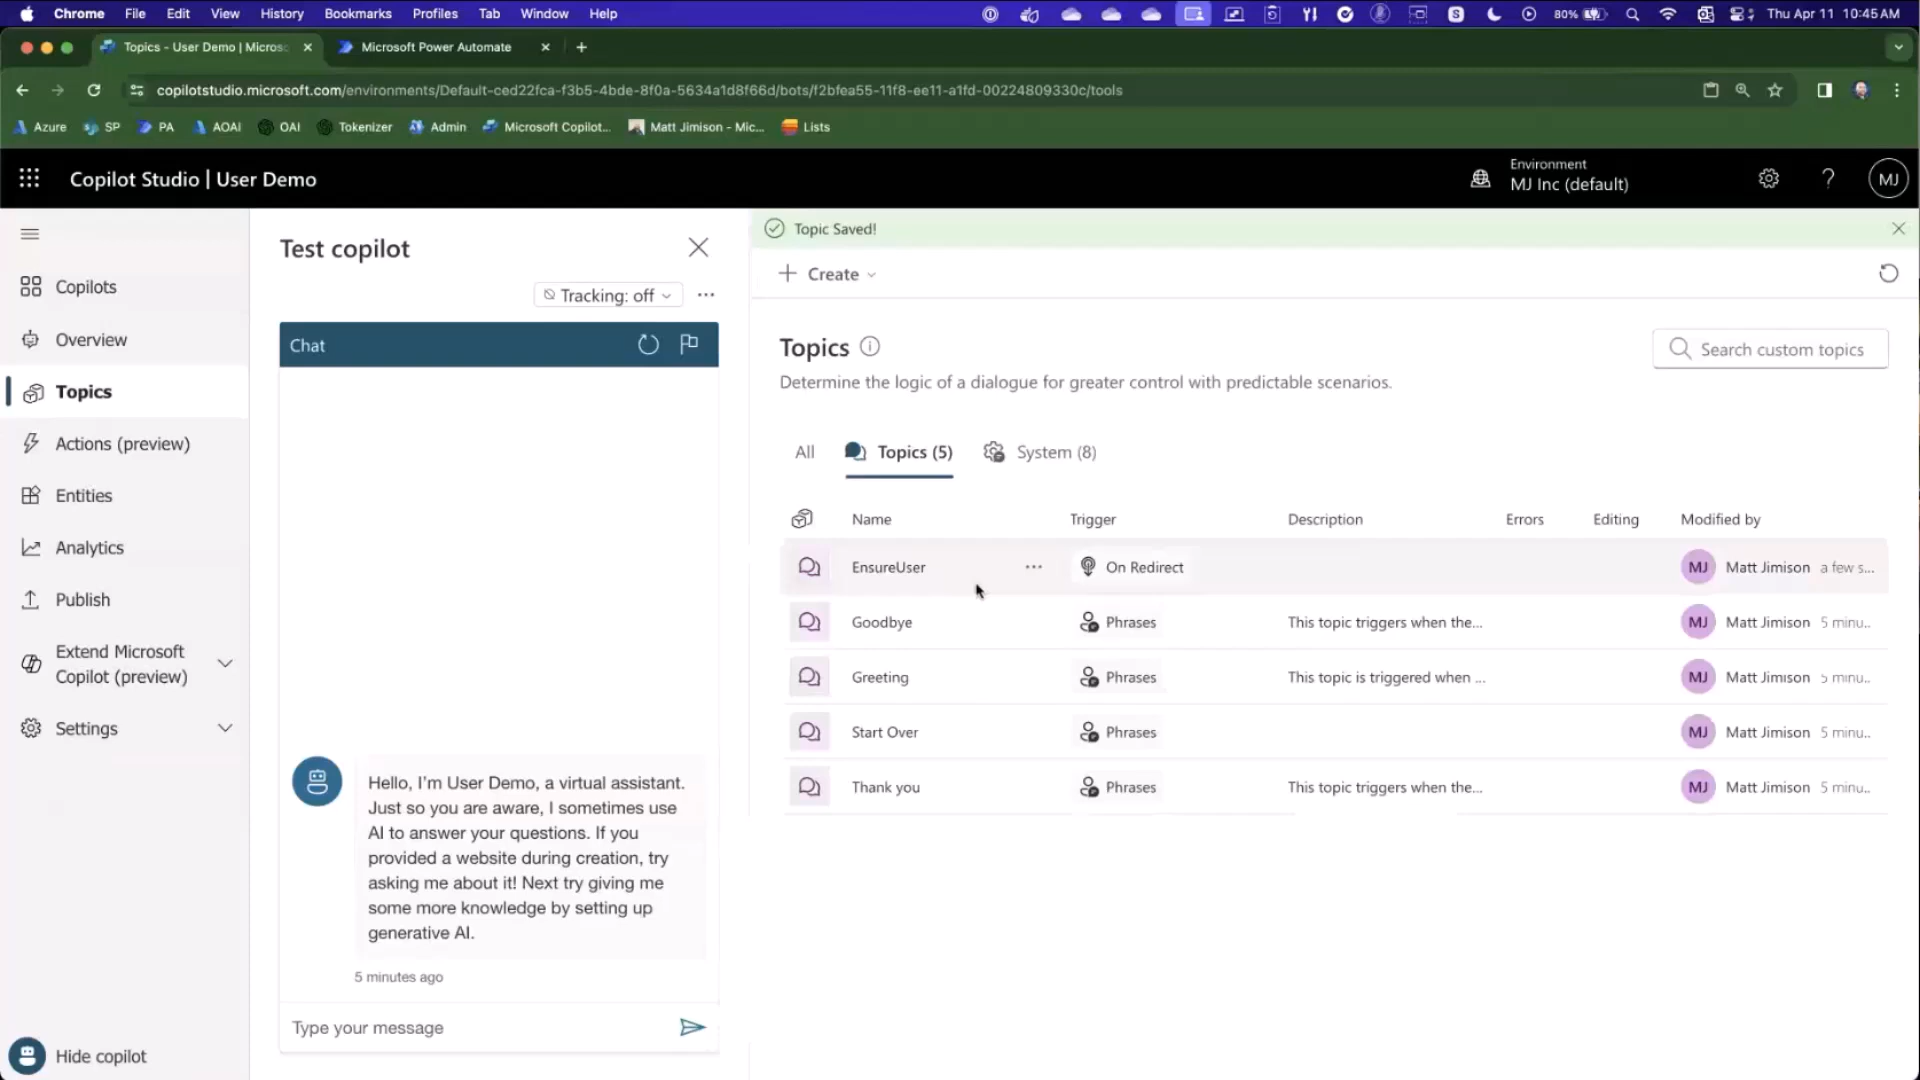 Chrome File Edit View History Bookmarks Profiles Tab Window Help 80% Thu Apr 11 10:45 AM
Topics - User Demo | Micros Microsoft Power Automate
copilotstudio.microsoft.com/environments/Default-ced22fca-f3b5-4bde-8f0a-5634a1d8f66d/bots/f2bfea55-11f8-ee11-a1fd-00224809330c/tools
Azure SP PA AOAI OAI Tokenizer Admin Microsoft Copilot... Matt Jimison - Mic... Lists
Copilot Studio | User Demo
Environment
MJ Inc (default)
MJ
Copilots
Overview
Topics
Actions (preview)
Entities
Analytics
Publish
Extend Microsoft
Copilot (preview)
Settings
Hide copilot
Test copilot
Tracking: off
Chat
Hello, I'm User Demo, a virtual assistant.
Just so you are aware, I sometimes use
AI to answer your questions. If you
provided a website during creation, try
asking me about it! Next try giving me
some more knowledge by setting up
generative AI.
5 minutes ago
Type your message
Topic Saved!
Create
Topics
Search custom topics
Determine the logic of a dialogue for greater control with predictable scenarios.
All Topics (5) System (8)
Name Trigger Description Errors Editing Modified by
EnsureUser ... On Redirect MJ Matt Jimison a few s...
Goodbye Phrases This topic triggers when the... MJ Matt Jimison 5 minu..
Greeting Phrases This topic is triggered when ... MJ Matt Jimison 5 minu..
Start Over Phrases MJ Matt Jimison 5 minu..
Thank you Phrases This topic triggers when the... MJ Matt Jimison 5 minu..